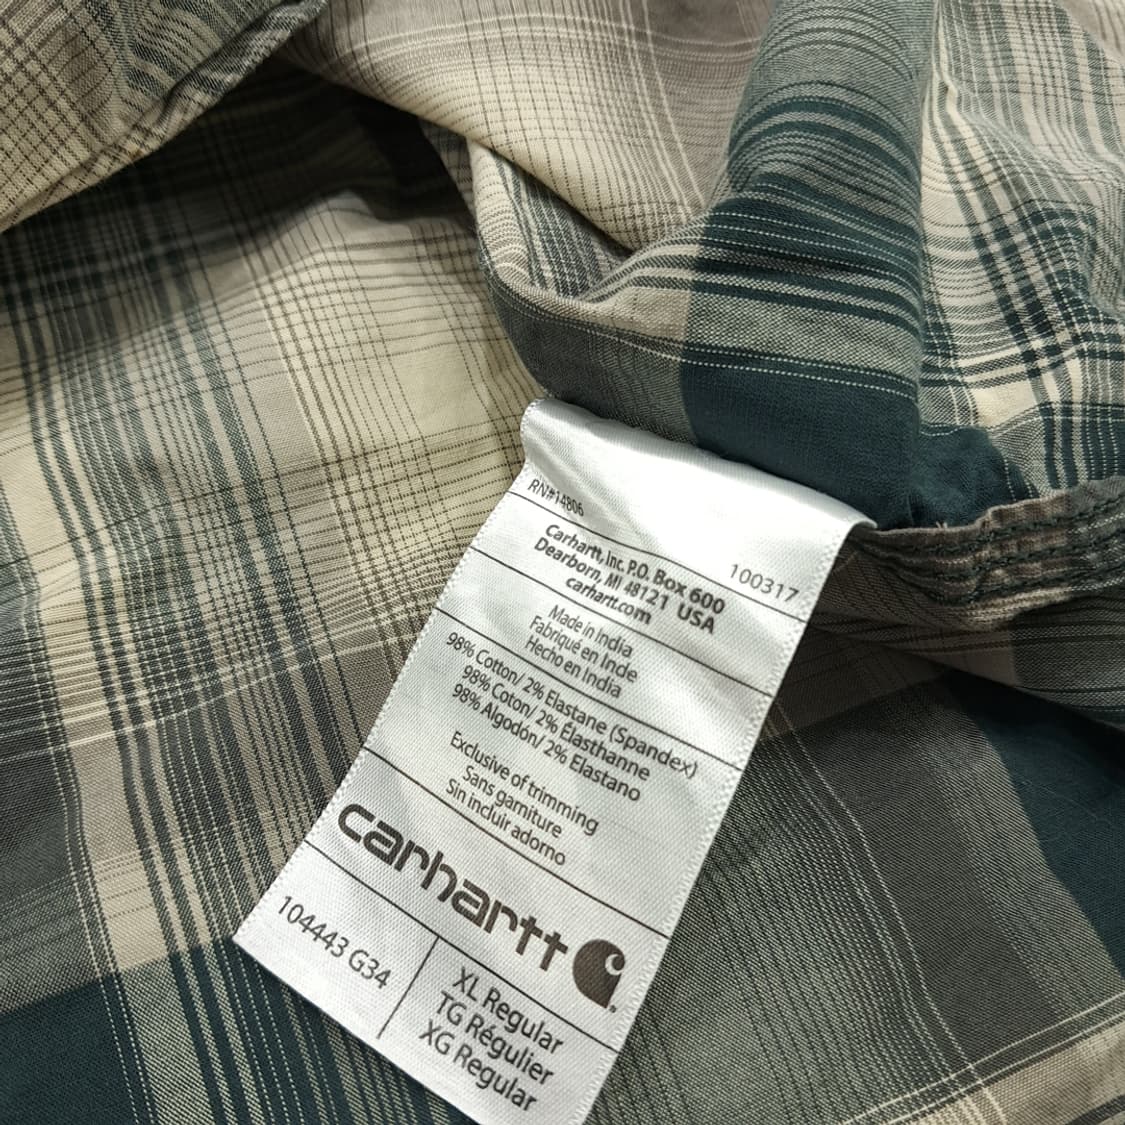 RN#14806
100317
Carhartt, Inc. P.O. Box 600
Dearborn, MI 48121 USA
carhartt.com
Made in India
Fabriqué en Inde
Hecho en India
98% Cotton/ 2% Elastane (Spandex)
98% Coton/ 2% Élasthanne
98% Algodón/ 2% Elastano
Exclusive of trimming
Sans garniture
Sin incluir adorno
carhartt
104443 G34
XL Regular
TG Régulier
XG Regular